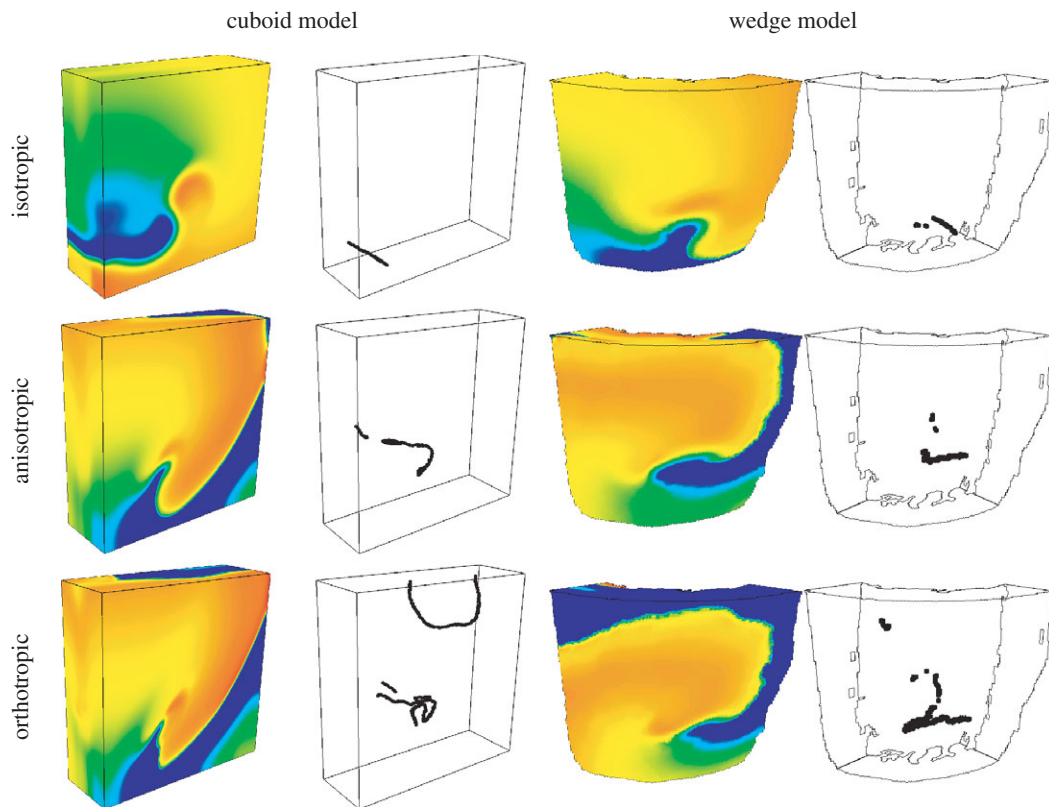 cuboid model
wedge model
isotropic
anisotropic
orthotropic